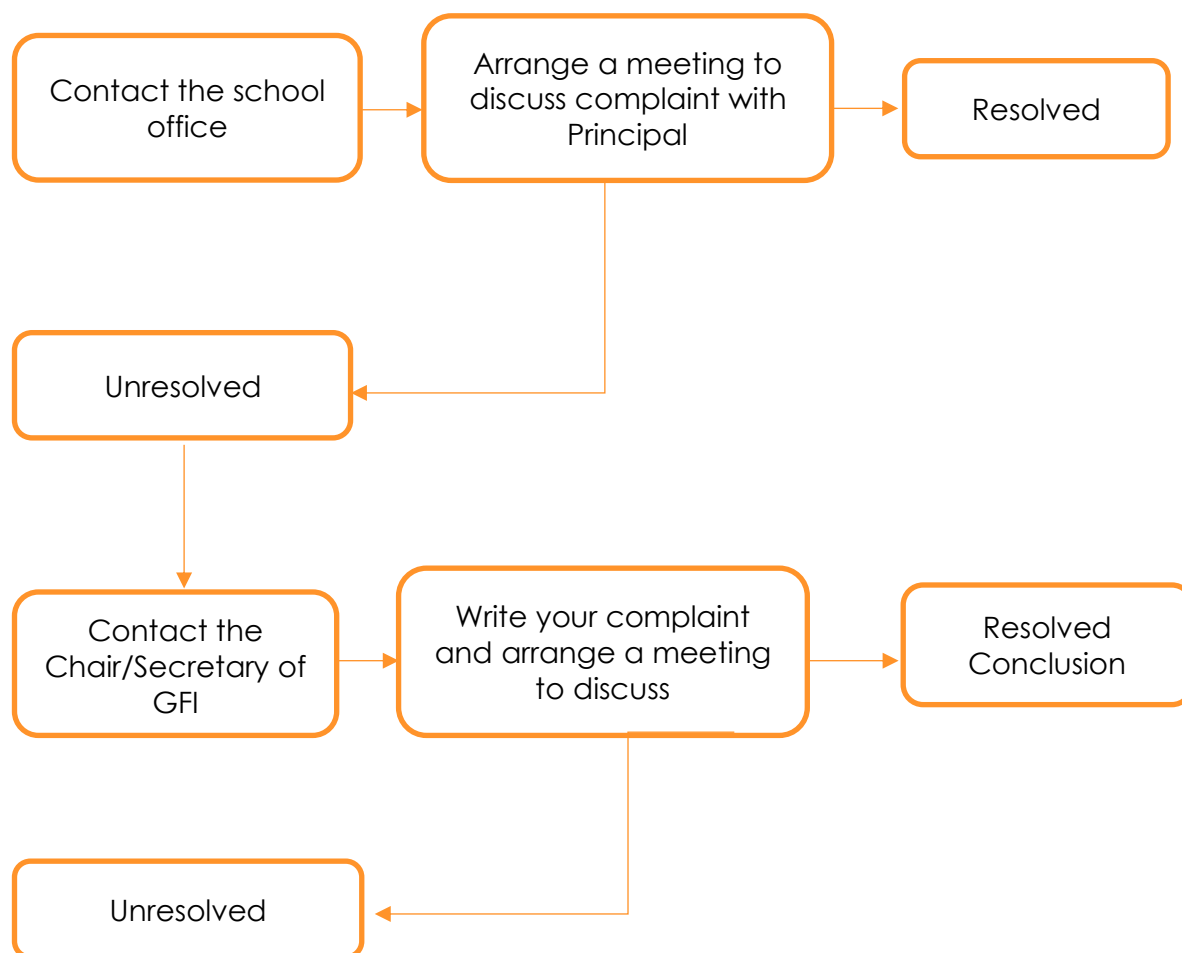 Contact the school
office
Arrange a meeting to
discuss complaint with
Principal
Resolved
Unresolved
Contact the
Chair/Secretary of
GFI
Write your complaint
and arrange a meeting
to discuss
Resolved
Conclusion
Unresolved